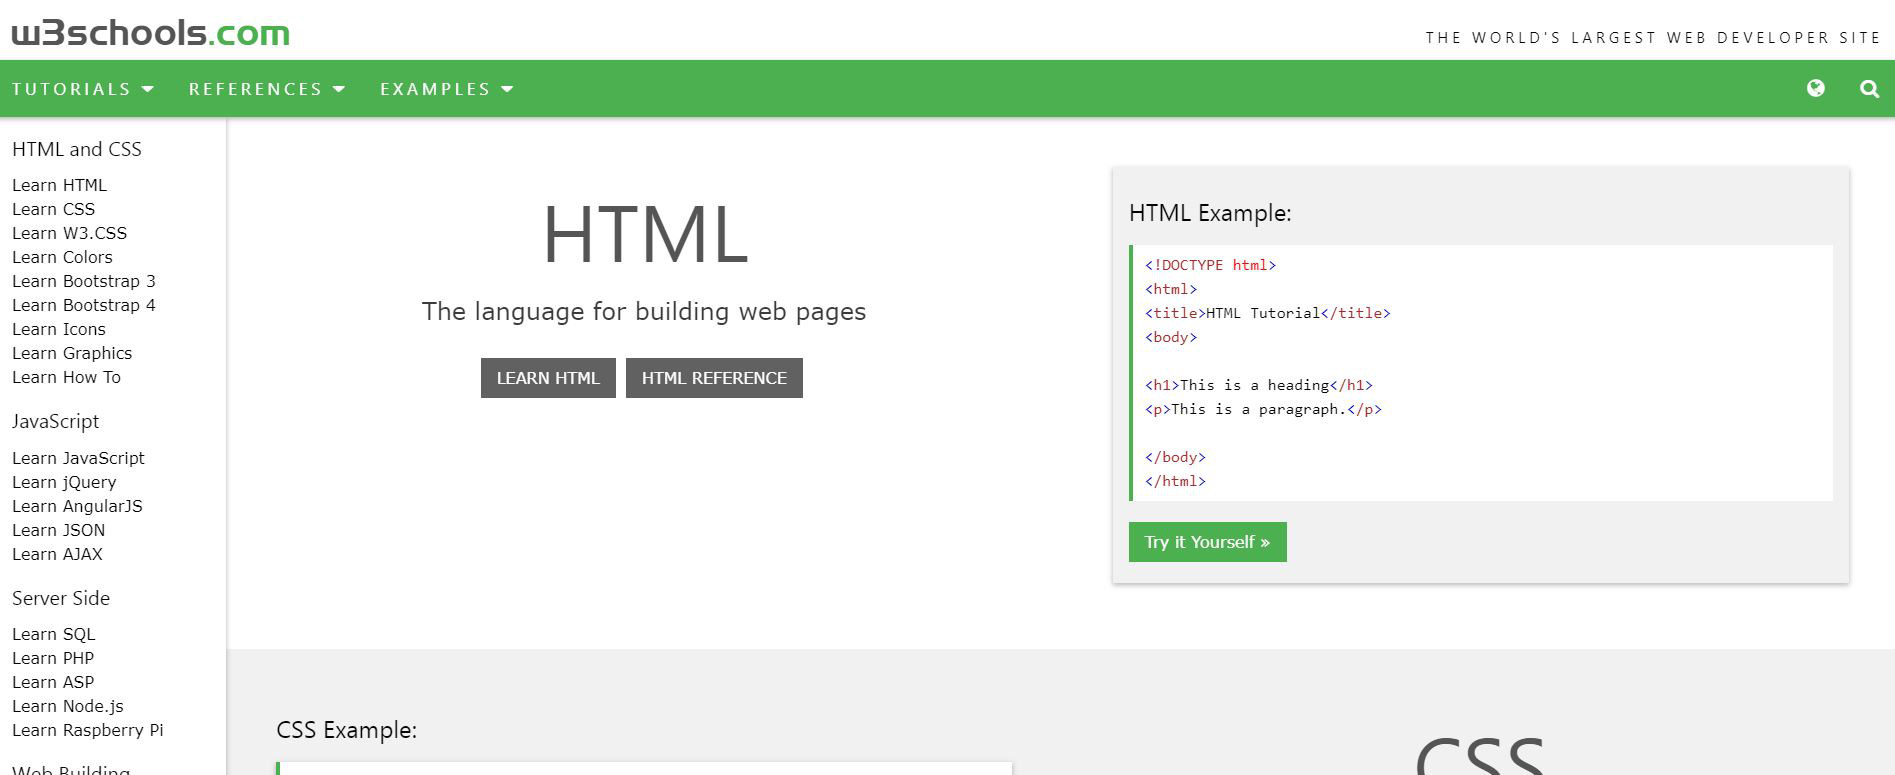 w3schools.com
THE WORLD'S LARGEST WEB DEVELOPER SITE
TUTORIALS REFERENCES EXAMPLES
HTML and CSS
Learn HTML
Learn CSS
Learn W3.CSS
Learn Colors
Learn Bootstrap 3
Learn Bootstrap 4
Learn Icons
Learn Graphics
Learn How To
JavaScript
Learn JavaScript
Learn jQuery
Learn AngularJS
Learn JSON
Learn AJAX
Server Side
Learn SQL
Learn PHP
Learn ASP
Learn Node.js
Learn Raspberry Pi
Web Building
HTML
The language for building web pages
LEARN HTML HTML REFERENCE
HTML Example:
<!DOCTYPE html>
<html>
<title>HTML Tutorial</title>
<body>
<h1>This is a heading</h1>
<p>This is a paragraph.</p>
</body>
</html>
Try it Yourself »
CSS Example:
CSS